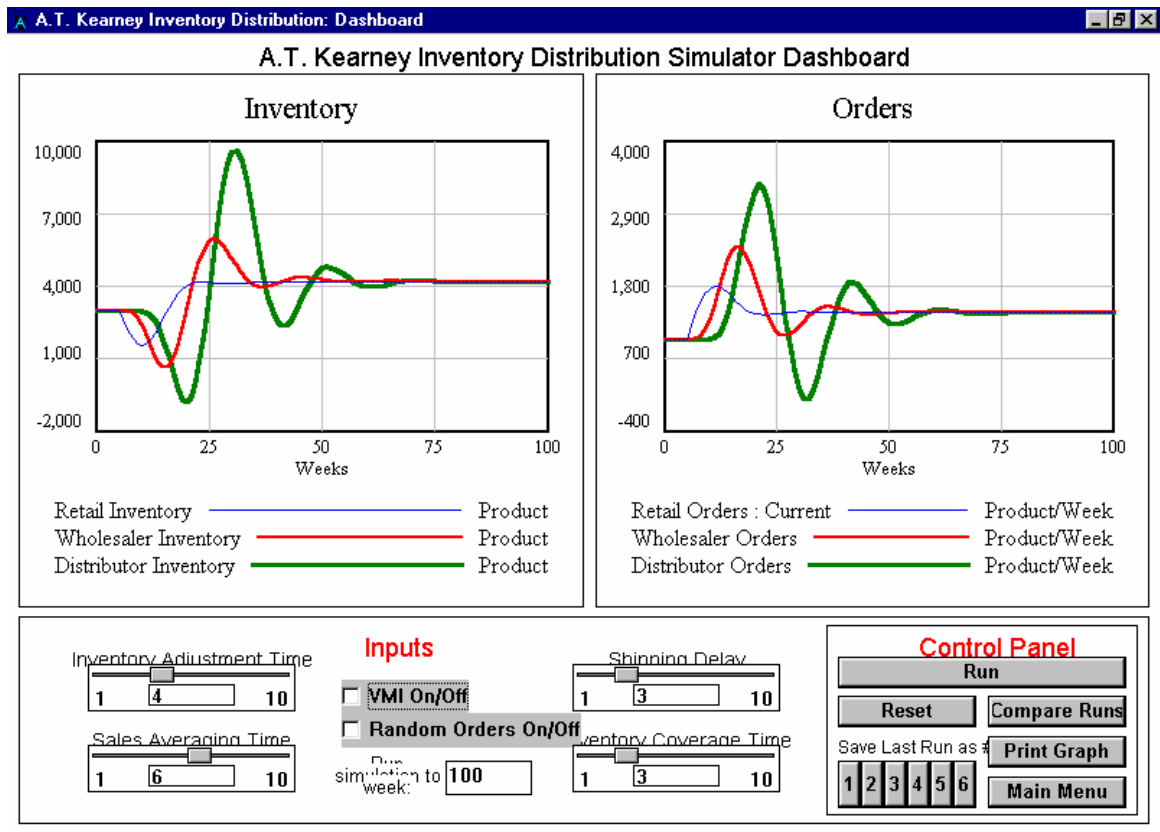 A.T. Kearney Inventory Distribution: Dashboard
A.T. Kearney Inventory Distribution Simulator Dashboard
Inventory
10,000
7,000
4,000
1,000
-2,000
0 25 50 75 100
Weeks
Retail Inventory Product
Wholesaler Inventory Product
Distributor Inventory Product
Orders
4,000
2,900
1,800
700
-400
0 25 50 75 100
Weeks
Retail Orders : Current Product/Week
Wholesaler Orders Product/Week
Distributor Orders Product/Week
Inputs
Inventory Adjustment Time
1 4 10
Sales Averaging Time
1 6 10
VMI On/Off
Random Orders On/Off
Run
simulation to 100
week:
Shipping Delay
1 3 10
ventory Coverage Time
1 3 10
Control Panel
Run
Reset Compare Runs
Save Last Run as # Print Graph
1 2 3 4 5 6 Main Menu